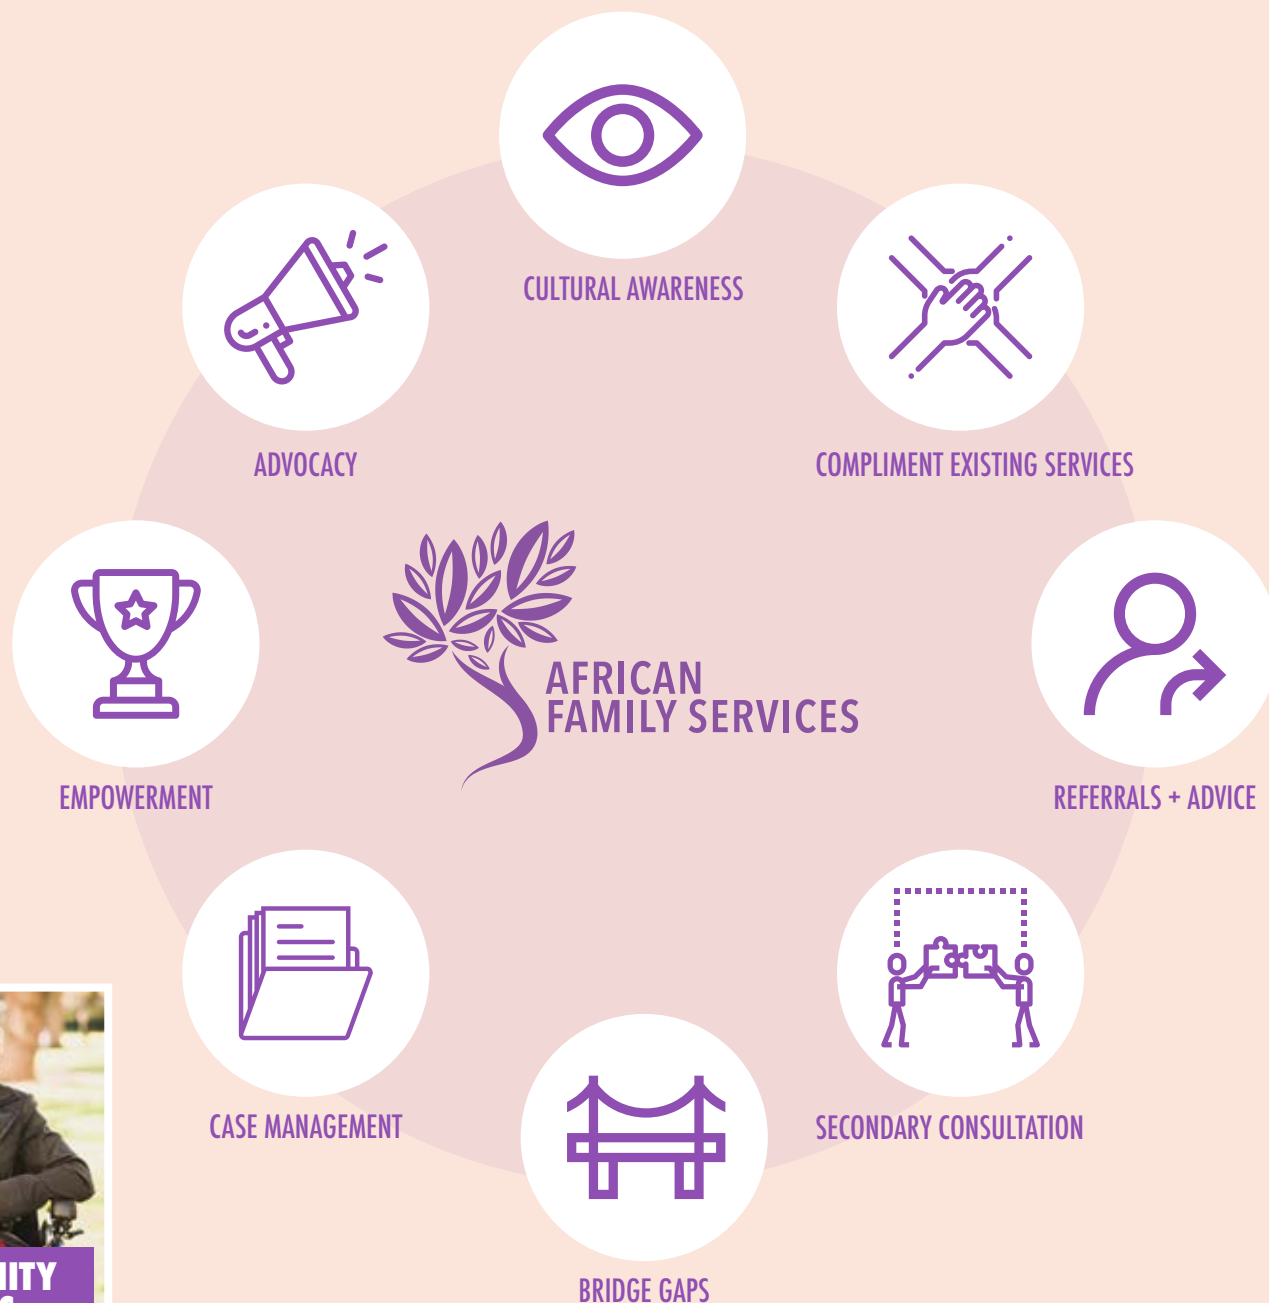 CULTURAL AWARENESS
ADVOCACY
COMPLIMENT EXISTING SERVICES
AFRICAN
FAMILY SERVICES
EMPOWERMENT
REFERRALS + ADVICE
CASE MANAGEMENT
SECONDARY CONSULTATION
BRIDGE GAPS